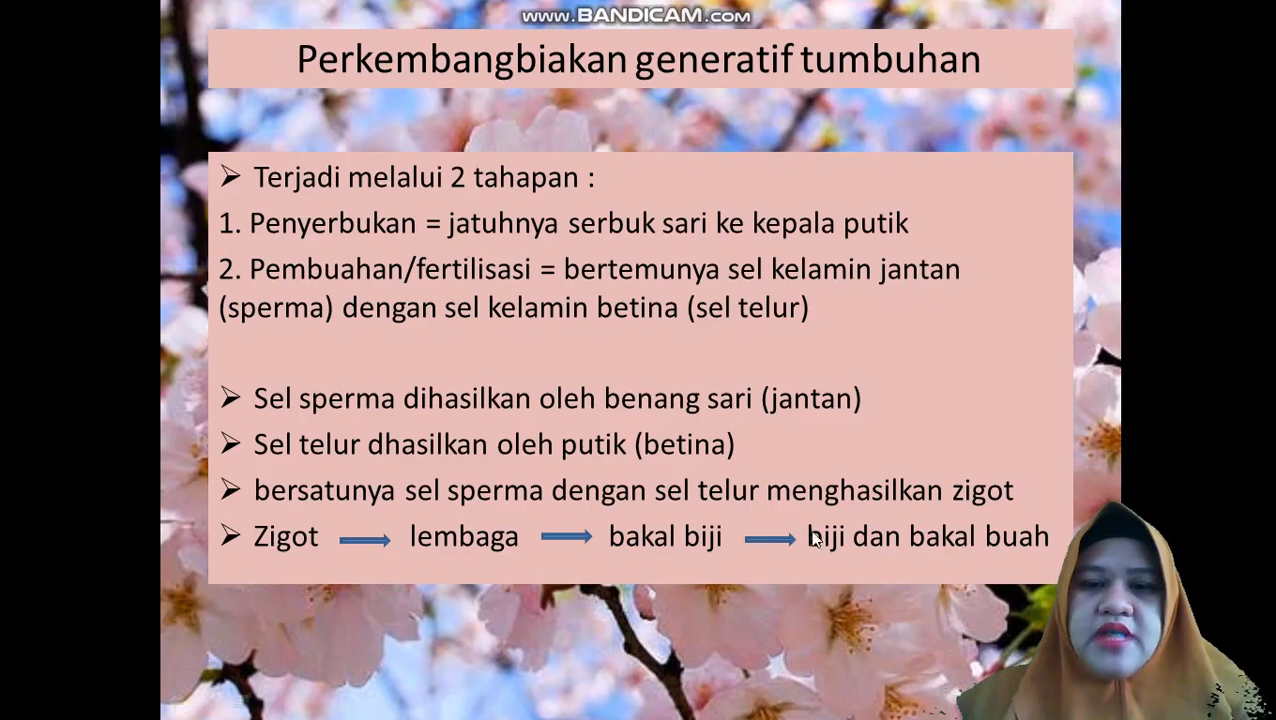 www.BANDICAM.com
Perkembangbiakan generatif tumbuhan
➢ Terjadi melalui 2 tahapan :
1. Penyerbukan = jatuhnya serbuk sari ke kepala putik
2. Pembuahan/fertilisasi = bertemunya sel kelamin jantan
(sperma) dengan sel kelamin betina (sel telur)
➢ Sel sperma dihasilkan oleh benang sari (jantan)
➢ Sel telur dhasilkan oleh putik (betina)
➢ bersatunya sel sperma dengan sel telur menghasilkan zigot
➢ Zigot → lembaga → bakal biji → biji dan bakal buah